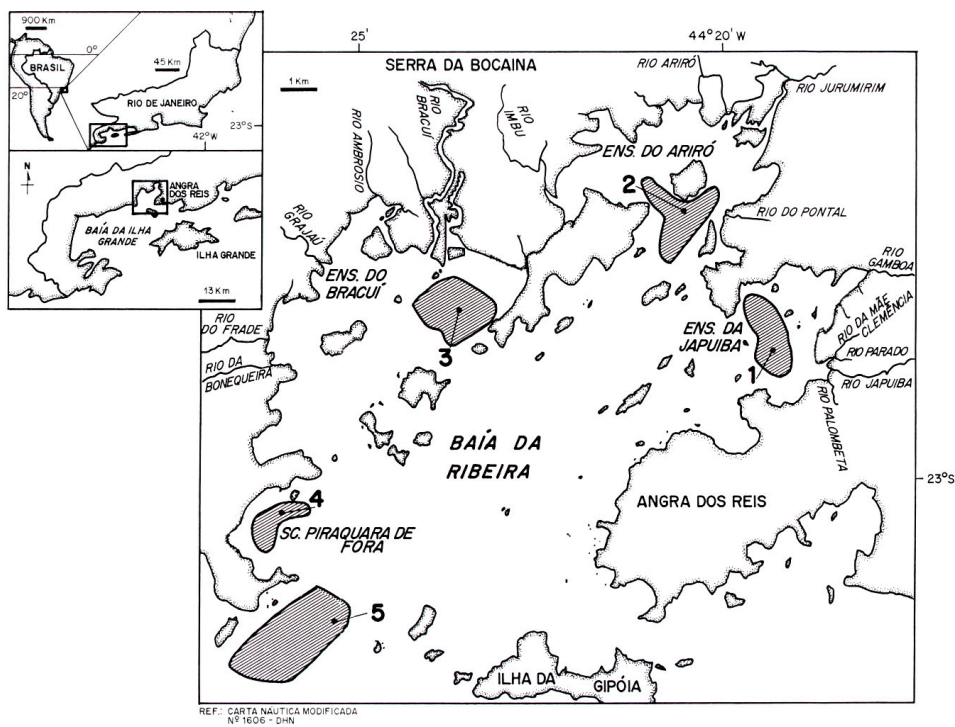 900 Km
BRASIL
0°
20°
45 Km
RIO DE JANEIRO
23°S
42°W
N
ANGRA
DOS REIS
BAÍA DA ILHA
GRANDE
ILHA GRANDE
13 Km
25'
44°20' W
1 Km
SERRA DA BOCAINA
RIO ARIRÓ
RIO JURUMIRIM
RIO AMBROSIO
RIO
BRACUÍ
RIO
IMBU
ENS. DO ARIRÓ
2
RIO DO PONTAL
RIO
GRAJAÚ
ENS. DO
BRACUÍ
3
RIO
GAMBOA
RIO DA MÃE
CLEMÊNCIA
ENS. DA
JAPUIBA
1
RIO PARADO
RIO JAPUIBA
RIO PALOMBETA
RIO
DO FRADE
RIO DA
BONEQUEIRA
BAÍA DA
RIBEIRA
23°S
ANGRA DOS REIS
4
SC. PIRAQUARA DE
FORA
5
ILHA DA
GIPÓIA
REF.: CARTA NÁUTICA MODIFICADA
Nº 1606 - DHN